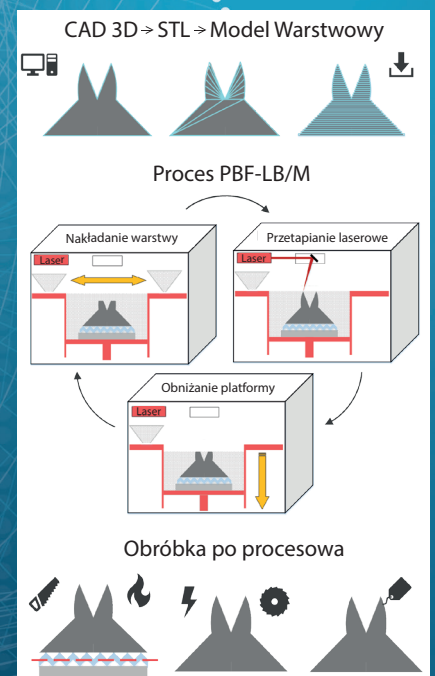 CAD 3D → STL → Model Warstwowy
Proces PBF-LB/M
Nakładanie warstwy
Laser
Przetapianie laserowe
Laser
Obniżanie platformy
Laser
Obróbka po procesowa